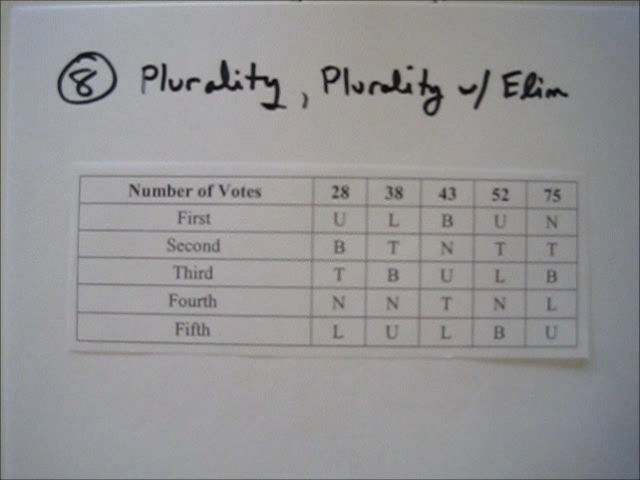 8 Plurality, Plurality w/ Elim
Number of Votes 28 38 43 52 75
First U L B U N
Second B T N T T
Third T B U L B
Fourth N N T N L
Fifth L U L B U